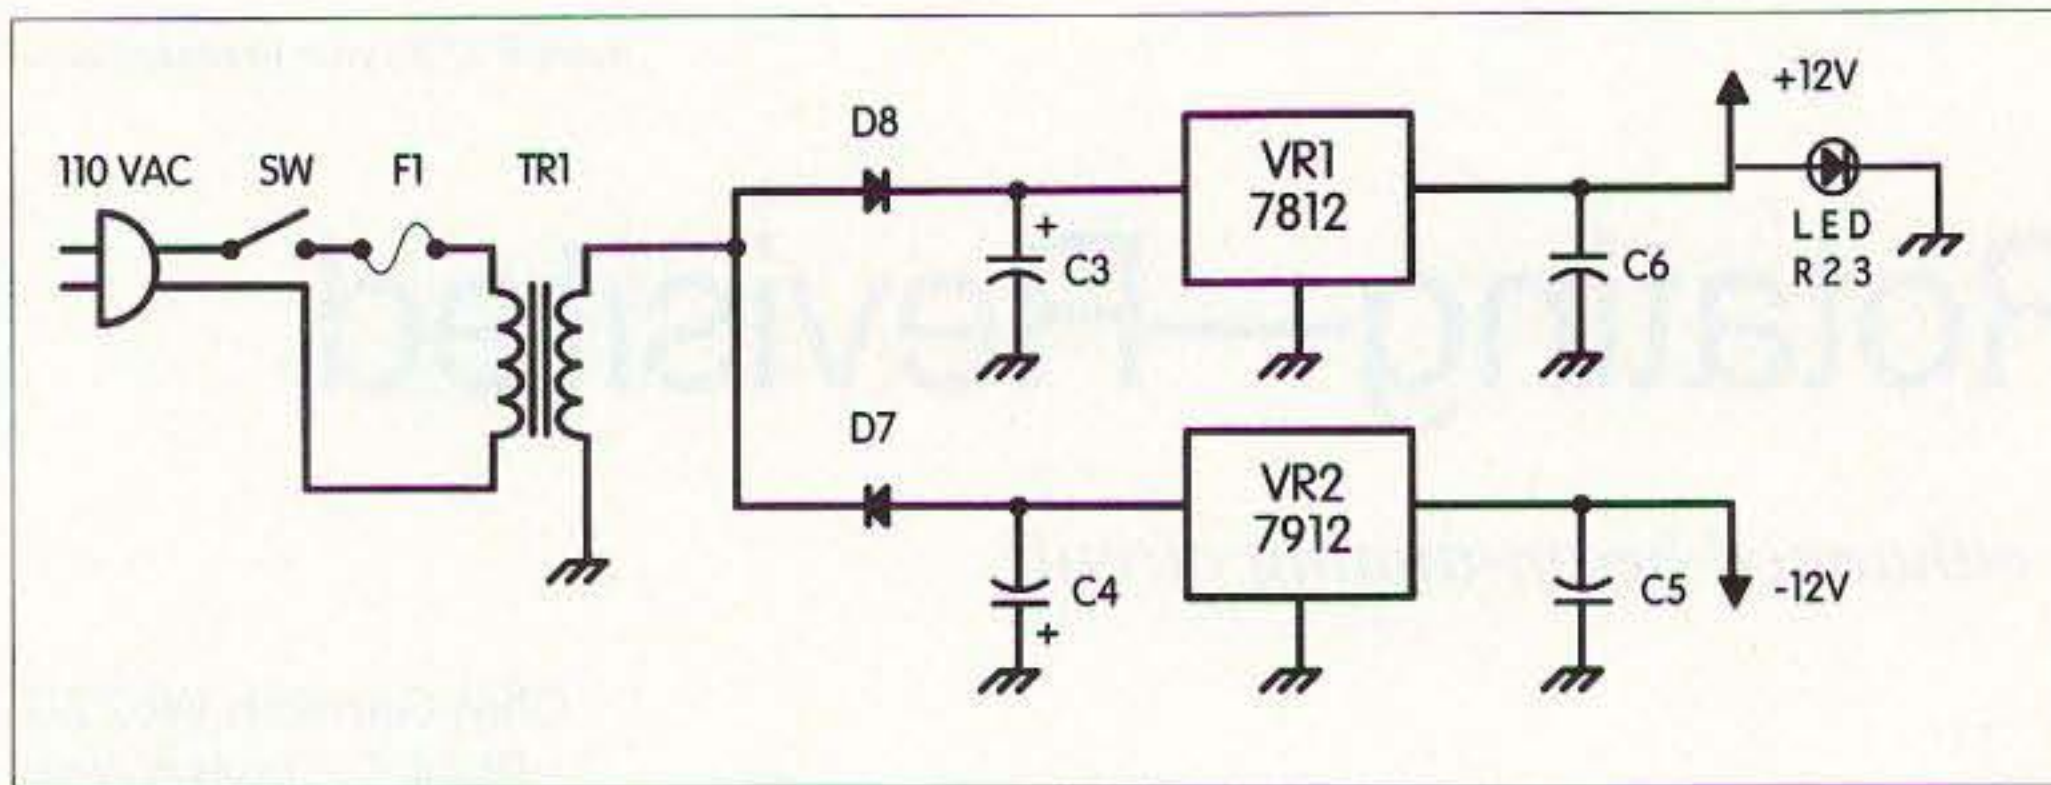 110 VAC
SW
F1
TR1
D8
+
C3
VR1
7812
C6
+12V
LED
R23
D7
C4
+
VR2
7912
C5
-12V